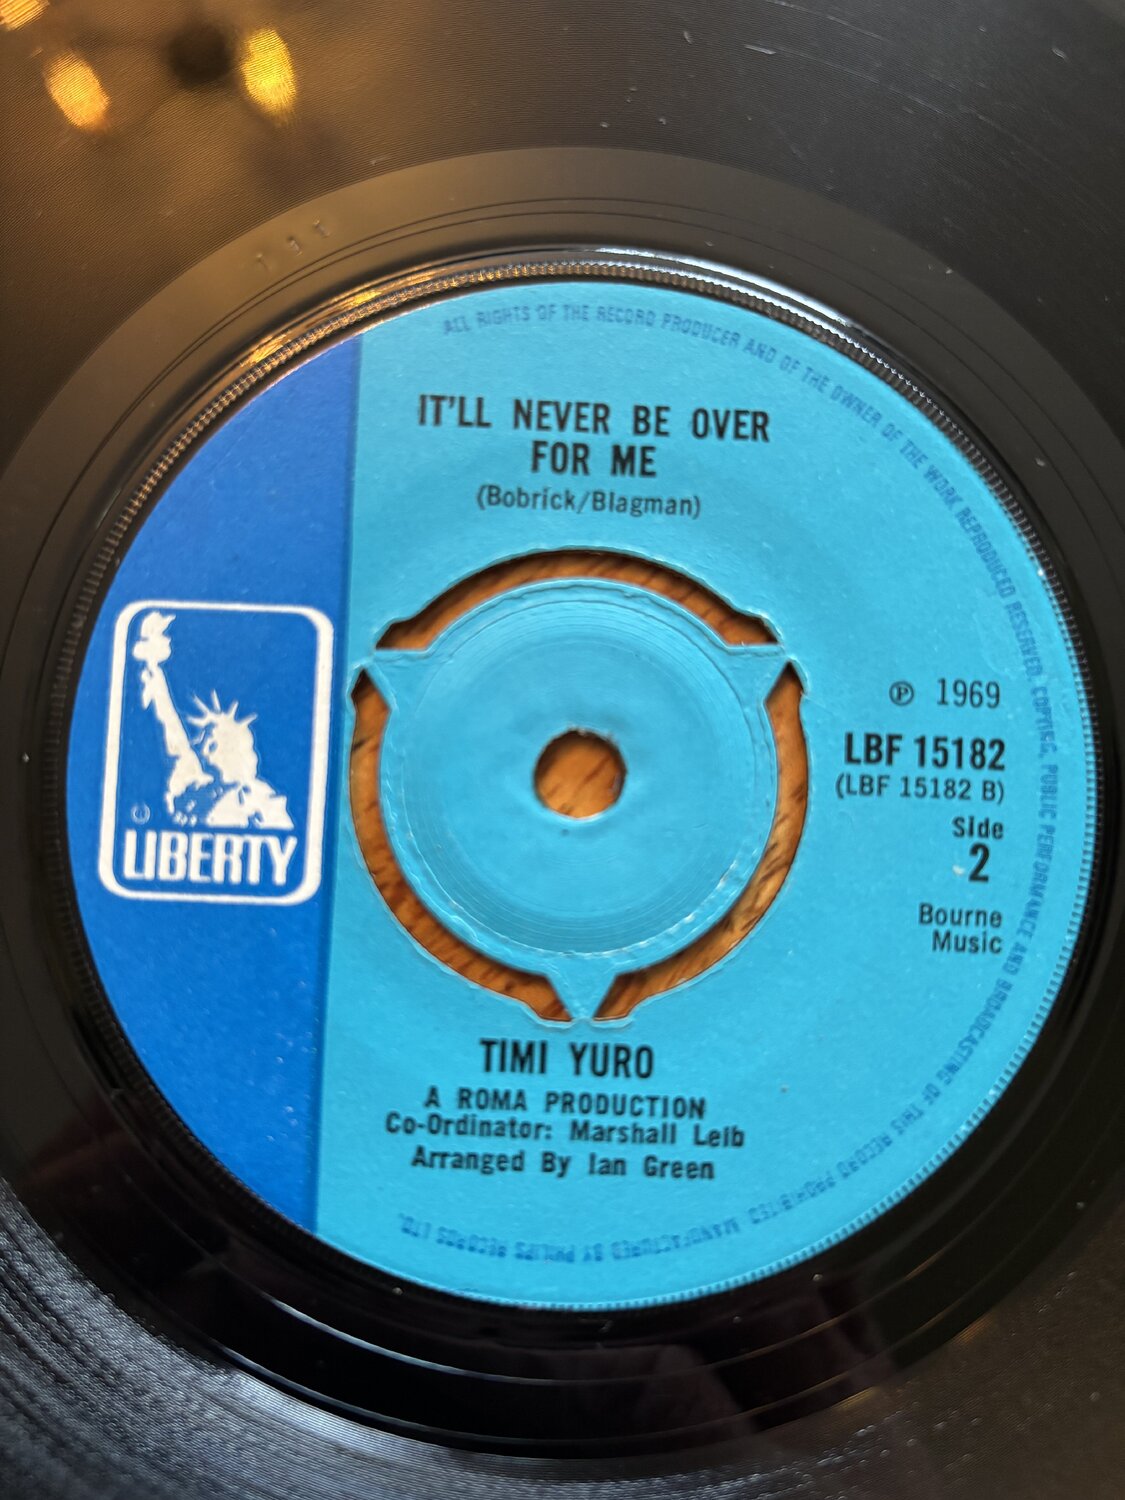 ALL RIGHTS OF THE RECORD PRODUCER AND OF THE OWNER OF THE WORK REPRODUCED RESERVED. COPYING, PUBLIC PERFORMANCE AND BROADCASTING OF THIS RECORD PROHIBITED. MANUFACTURED BY PHILIPS RECORDS LTD.
IT'LL NEVER BE OVER
FOR ME
(Bobrick/Blagman)
℗ 1969
LBF 15182
(LBF 15182 B)
Side
2
Bourne
Music
LIBERTY
TIMI YURO
A ROMA PRODUCTION
Co-Ordinator: Marshall Leib
Arranged By Ian Green